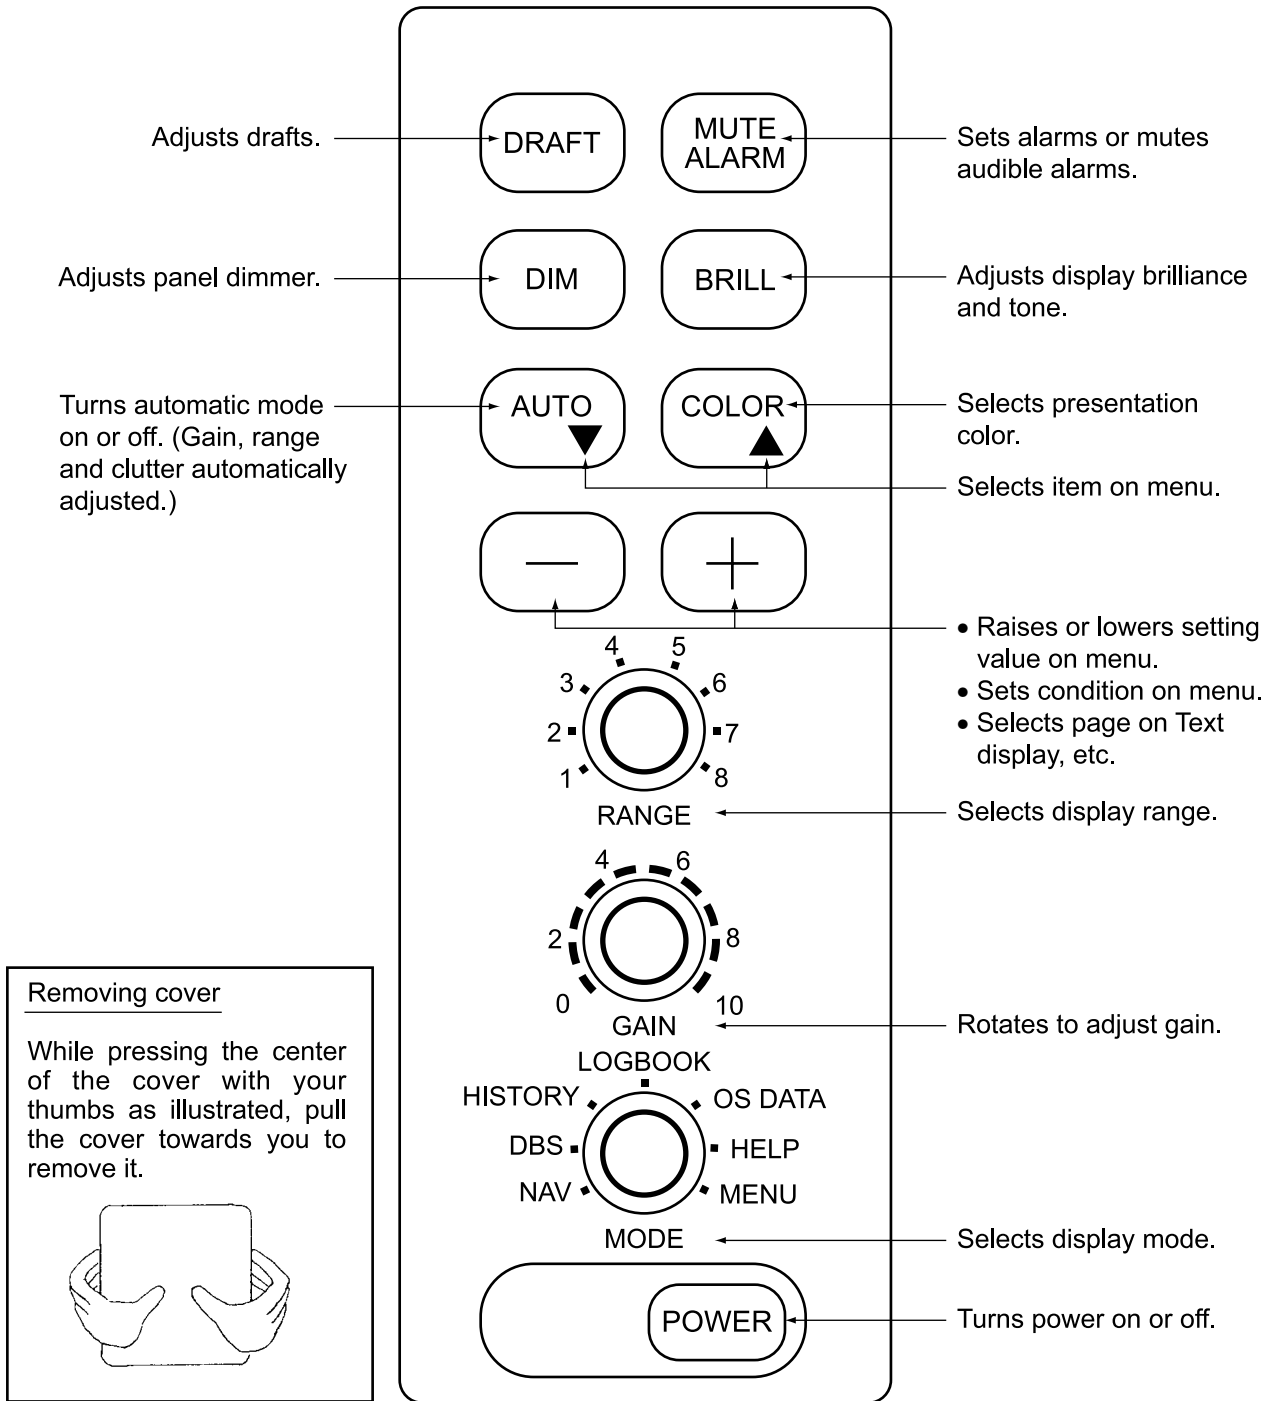 DRAFT
MUTE
ALARM
Adjusts drafts.
Sets alarms or mutes
audible alarms.
DIM
BRILL
Adjusts panel dimmer.
Adjusts display brilliance
and tone.
AUTO
COLOR
Turns automatic mode
on or off. (Gain, range
and clutter automatically
adjusted.)
Selects presentation
color.
Selects item on menu.
• Raises or lowers setting
value on menu.
• Sets condition on menu.
• Selects page on Text
display, etc.
4
5
3
6
2
7
1
8
RANGE
Selects display range.
4
6
2
8
0
10
GAIN
Rotates to adjust gain.
LOGBOOK
HISTORY
OS DATA
DBS
HELP
NAV
MENU
MODE
Selects display mode.
POWER
Turns power on or off.
Removing cover
While pressing the center
of the cover with your
thumbs as illustrated, pull
the cover towards you to
remove it.